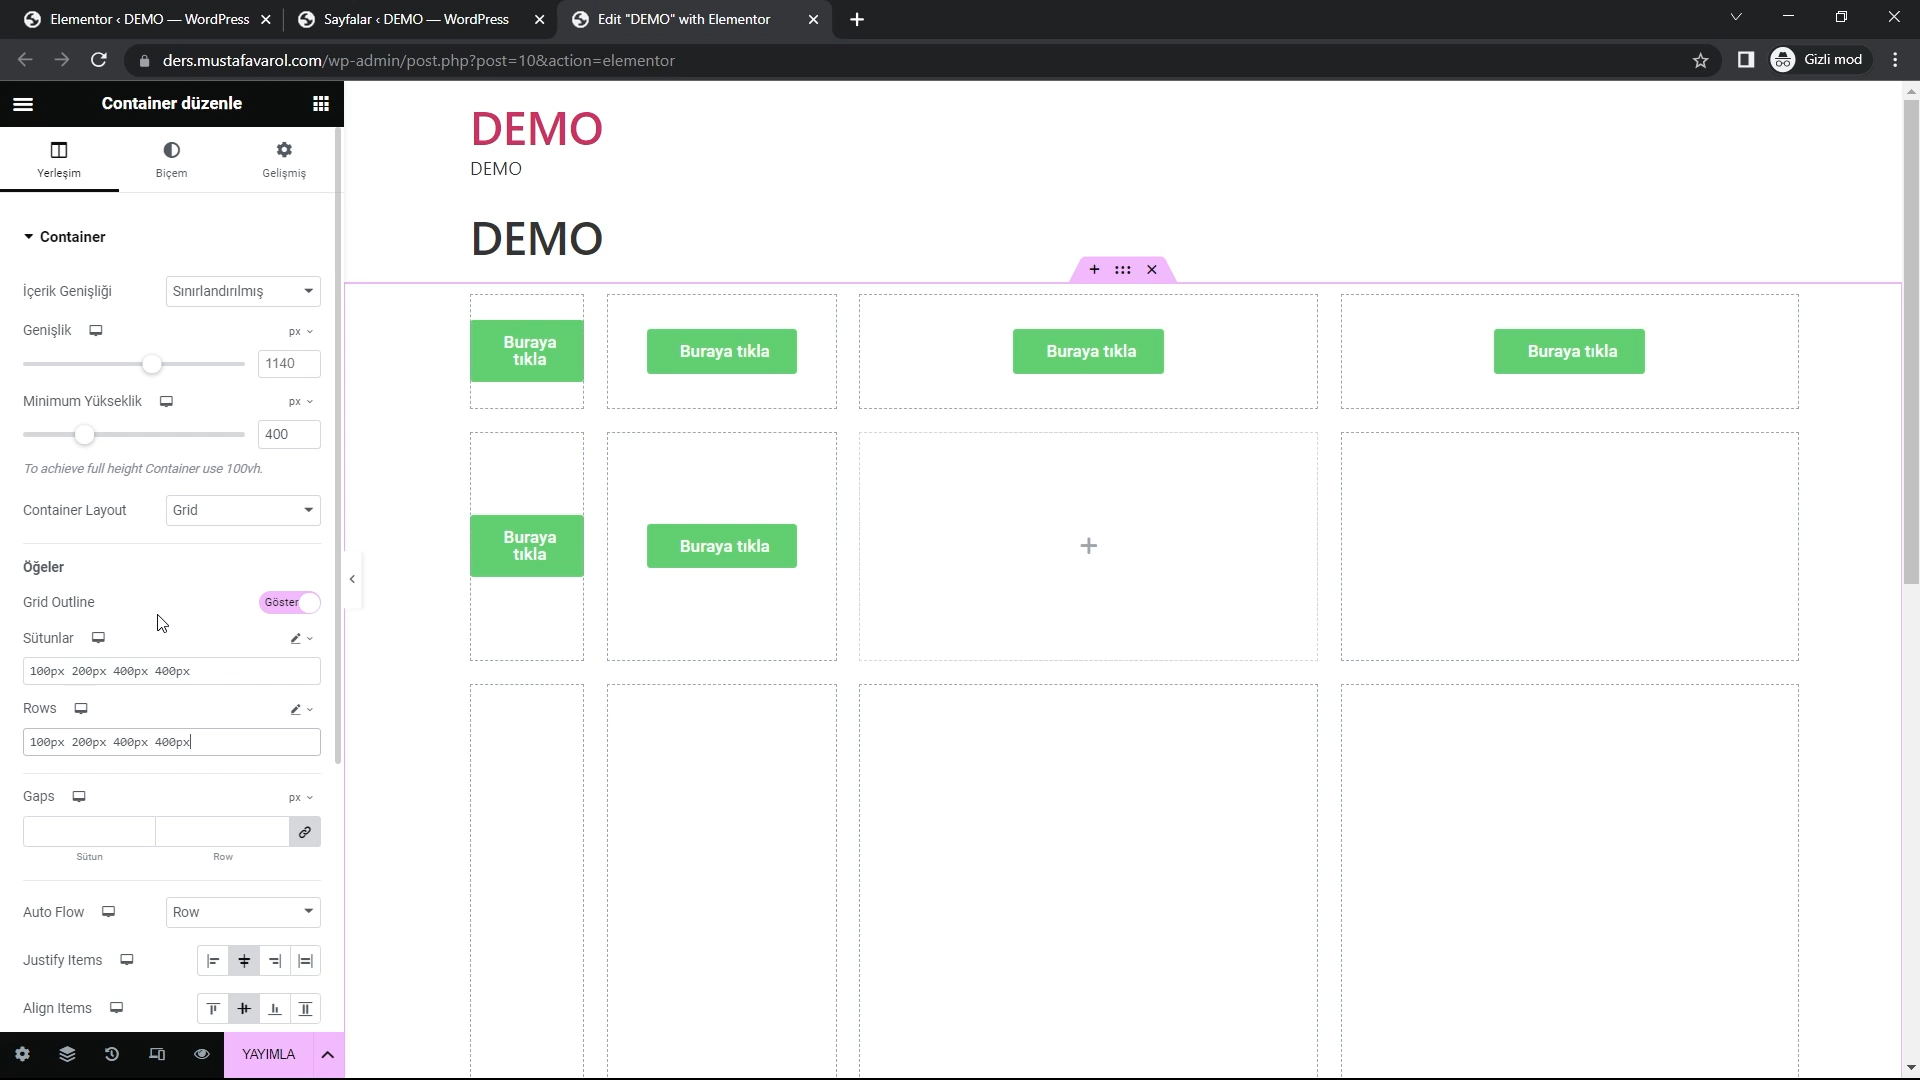 Elementor ‹ DEMO — WordPress
Sayfalar ‹ DEMO — WordPress
Edit "DEMO" with Elementor
ders.mustafavarol.com/wp-admin/post.php?post=10&action=elementor
Gizli mod
Container düzenle
Yerleşim
Biçem
Gelişmiş
Container
İçerik Genişliği
Sınırlandırılmış
Genişlik
px
1140
Minimum Yükseklik
px
400
To achieve full height Container use 100vh.
Container Layout
Grid
Öğeler
Grid Outline
Göster
Sütunlar
100px 200px 400px 400px
Rows
100px 200px 400px 400px
Gaps
px
Sütun
Row
Auto Flow
Row
Justify Items
Align Items
YAYIMLA
DEMO
DEMO
DEMO
Buraya
tıkla
Buraya tıkla
Buraya tıkla
Buraya tıkla
Buraya
tıkla
Buraya tıkla